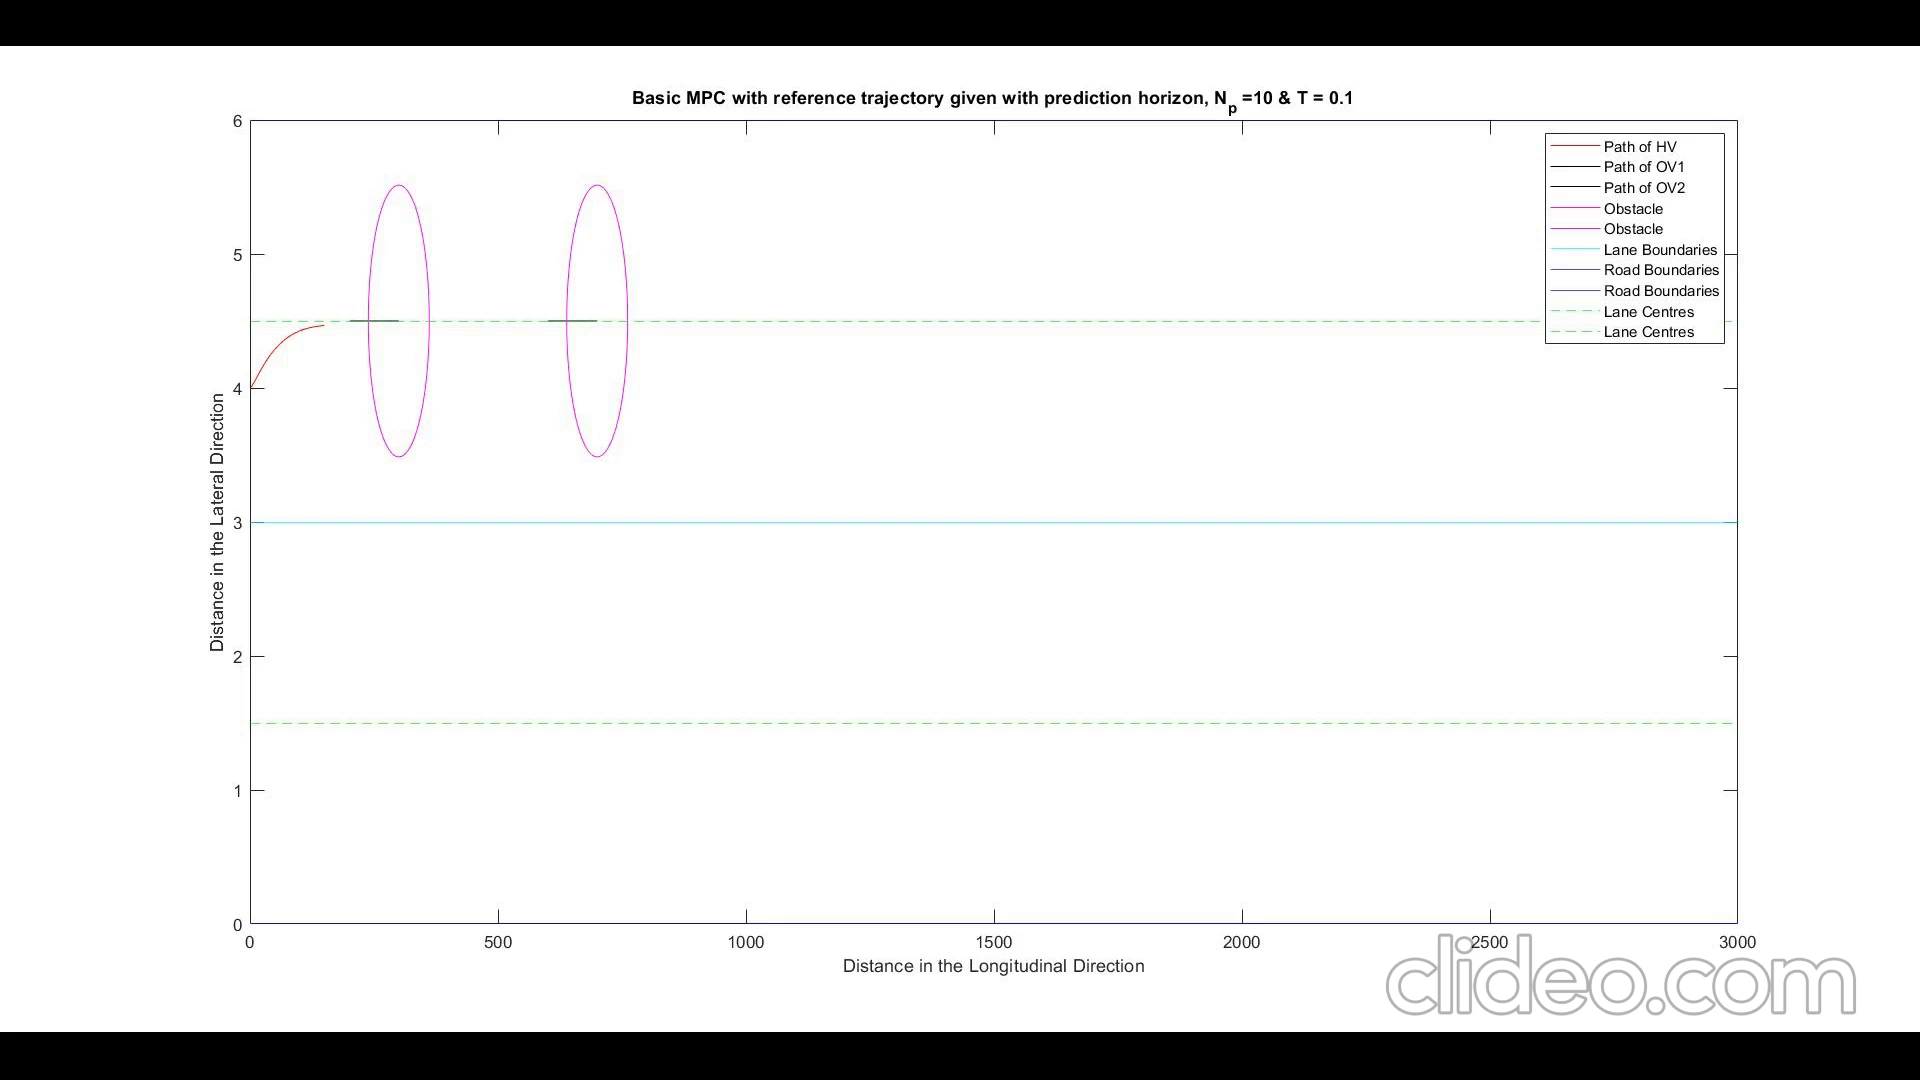 Basic MPC with reference trajectory given with prediction horizon, Np =10 & T = 0.1
6
5
4
3
2
1
0
Distance in the Lateral Direction
Path of HV
Path of OV1
Path of OV2
Obstacle
Obstacle
Lane Boundaries
Road Boundaries
Road Boundaries
Lane Centres
Lane Centres
0 500 1000 1500 2000 2500 3000
Distance in the Longitudinal Direction
clideo.com